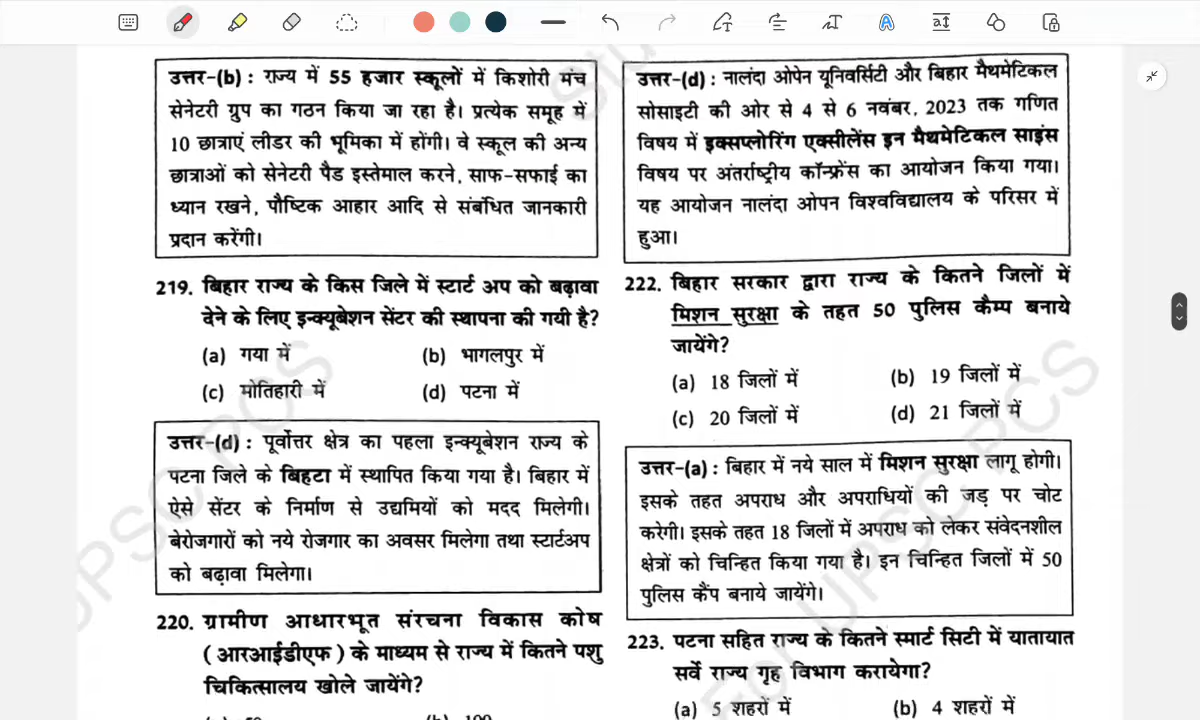 उत्तर-(b) : राज्य में 55 हजार स्कूलों में किशोरी मंच
सेनेटरी ग्रुप का गठन किया जा रहा है। प्रत्येक समूह में
10 छात्राएं लीडर की भूमिका में होंगी। वे स्कूल की अन्य
छात्राओं को सेनेटरी पैड इस्तेमाल करने, साफ-सफाई का
ध्यान रखने, पौष्टिक आहार आदि से संबंधित जानकारी
प्रदान करेंगी।
219. बिहार राज्य के किस जिले में स्टार्ट अप को बढ़ावा
देने के लिए इन्क्यूबेशन सेंटर की स्थापना की गयी है?
(a) गया में (b) भागलपुर में
(c) मोतिहारी में (d) पटना में
उत्तर-(d) : पूर्वोत्तर क्षेत्र का पहला इन्क्यूबेशन राज्य के
पटना जिले के बिहटा में स्थापित किया गया है। बिहार में
ऐसे सेंटर के निर्माण से उद्यमियों को मदद मिलेगी।
बेरोजगारों को नये रोजगार का अवसर मिलेगा तथा स्टार्टअप
को बढ़ावा मिलेगा।
220. ग्रामीण आधारभूत संरचना विकास कोष
(आरआईडीएफ) के माध्यम से राज्य में कितने पशु
चिकित्सालय खोले जायेंगे?
उत्तर-(d) : नालंदा ओपेन यूनिवर्सिटी और बिहार मैथमेटिकल
सोसाइटी की ओर से 4 से 6 नवंबर, 2023 तक गणित
विषय में इक्सप्लोरिंग एक्सीलेंस इन मैथमेटिकल साइंस
विषय पर अंतर्राष्ट्रीय कॉन्फ्रेंस का आयोजन किया गया।
यह आयोजन नालंदा ओपन विश्वविद्यालय के परिसर में
हुआ।
222. बिहार सरकार द्वारा राज्य के कितने जिलों में
मिशन सुरक्षा के तहत 50 पुलिस कैम्प बनाये
जायेंगे?
(a) 18 जिलों में (b) 19 जिलों में
(c) 20 जिलों में (d) 21 जिलों में
उत्तर-(a) : बिहार में नये साल में मिशन सुरक्षा लागू होगी।
इसके तहत अपराध और अपराधियों की जड़ पर चोट
करेगी। इसके तहत 18 जिलों में अपराध को लेकर संवेदनशील
क्षेत्रों को चिन्हित किया गया है। इन चिन्हित जिलों में 50
पुलिस कैंप बनाये जायेंगे।
223. पटना सहित राज्य के कितने स्मार्ट सिटी में यातायात
सर्वे राज्य गृह विभाग करायेगा?
(a) 5 शहरों में (b) 4 शहरों में
UPSC PCS
For UPSC PCS